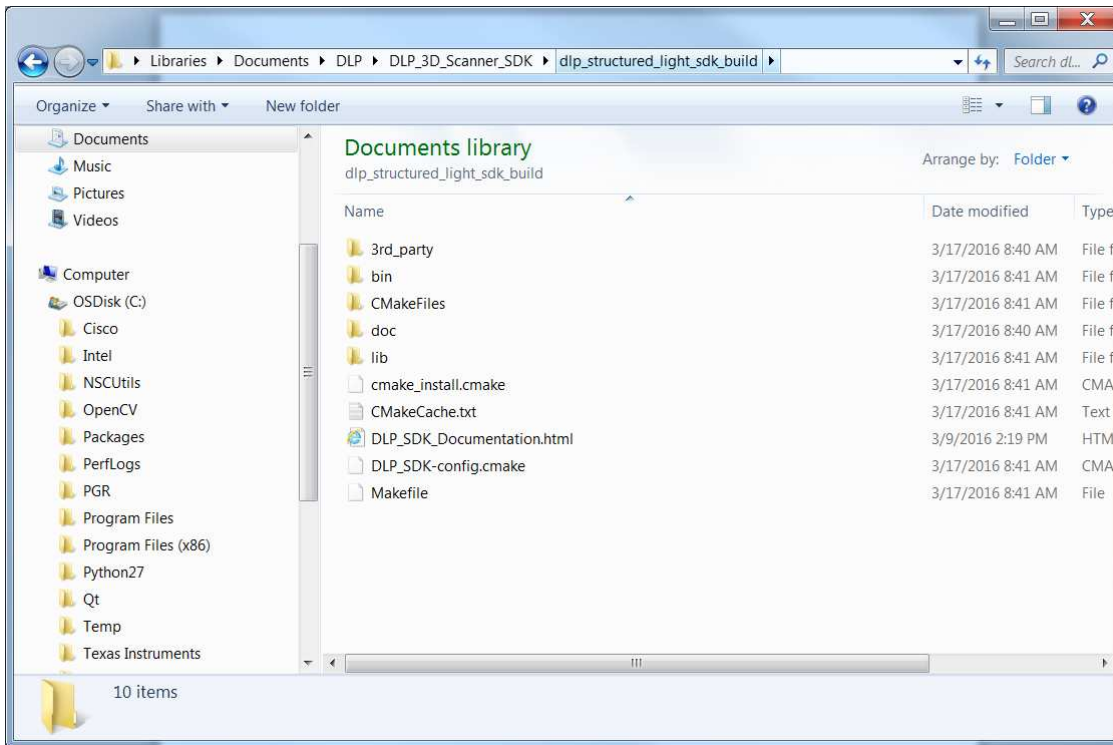 Libraries ▸ Documents ▸ DLP ▸ DLP_3D_Scanner_SDK ▸ dlp_structured_light_sdk_build ▸
Search dl...
Organize Share with New folder
Documents
Music
Pictures
Videos
Computer
OSDisk (C:)
Cisco
Intel
NSCUtils
OpenCV
Packages
PerfLogs
PGR
Program Files
Program Files (x86)
Python27
Qt
Temp
Texas Instruments
Documents library
dlp_structured_light_sdk_build
Arrange by: Folder
Name Date modified Type
3rd_party 3/17/2016 8:40 AM File f
bin 3/17/2016 8:41 AM File f
CMakeFiles 3/17/2016 8:41 AM File f
doc 3/17/2016 8:40 AM File f
lib 3/17/2016 8:41 AM File f
cmake_install.cmake 3/17/2016 8:41 AM CMA
CMakeCache.txt 3/17/2016 8:41 AM Text
DLP_SDK_Documentation.html 3/9/2016 2:19 PM HTM
DLP_SDK-config.cmake 3/17/2016 8:41 AM CMA
Makefile 3/17/2016 8:41 AM File
10 items